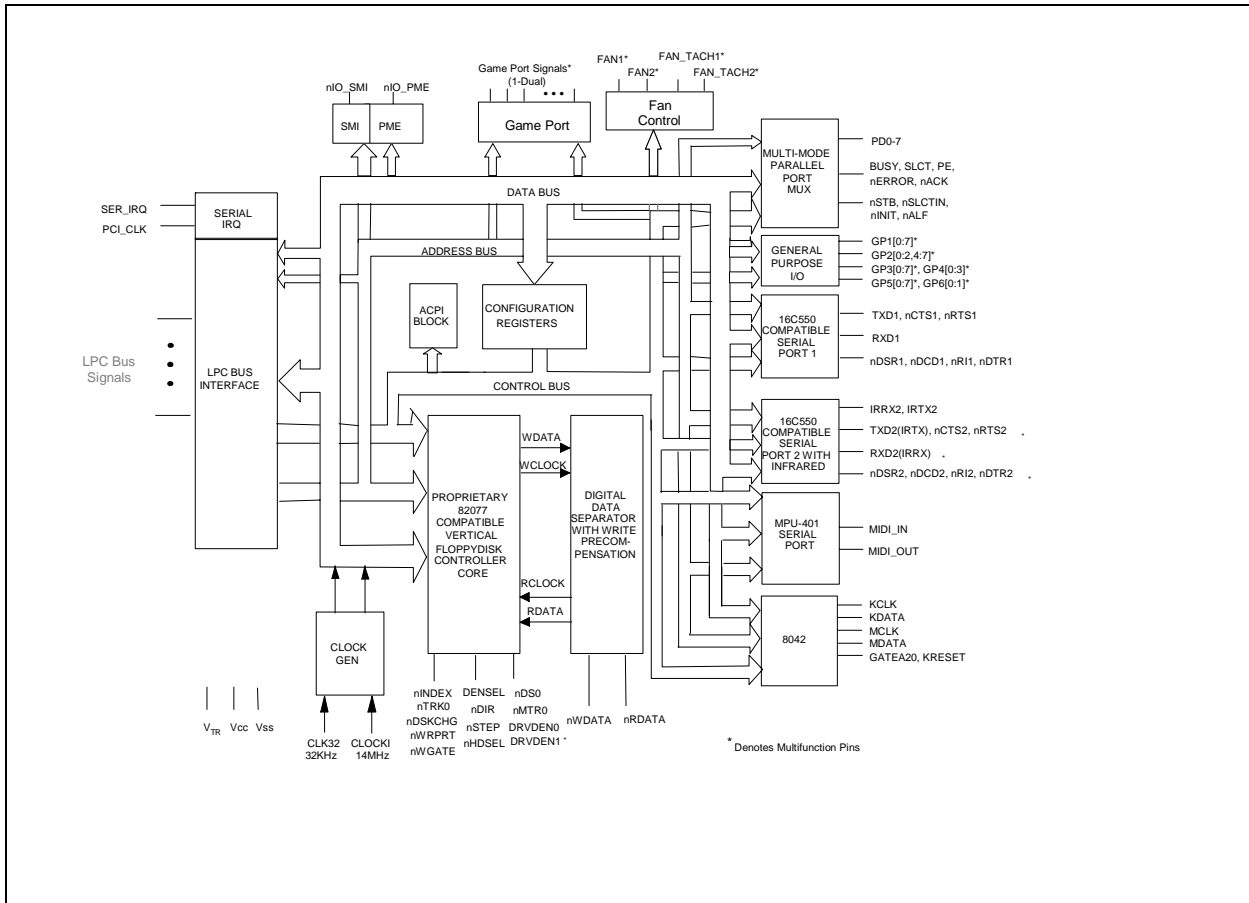 Game Port Signals*
(1-Dual)
•••
FAN1*
FAN2*
FAN_TACH1*
FAN_TACH2*
nIO_SMI
nIO_PME
SMI
PME
Game Port
Fan
Control
MULTI-MODE
PARALLEL
PORT
MUX
PD0-7
BUSY, SLCT, PE,
nERROR, nACK
nSTB, nSLCTIN,
nINIT, nALF
DATA BUS
SER_IRQ
PCI_CLK
SERIAL
IRQ
ADDRESS BUS
GENERAL
PURPOSE
I/O
GP1[0:7]*
GP2[0:2,4:7]*
GP3[0:7]*, GP4[0:3]*
GP5[0:7]*, GP6[0:1]*
ACPI
BLOCK
CONFIGURATION
REGISTERS
16C550
COMPATIBLE
SERIAL
PORT 1
TXD1, nCTS1, nRTS1
RXD1
nDSR1, nDCD1, nRI1, nDTR1
LPC Bus
Signals
LPC BUS
INTERFACE
CONTROL BUS
16C550
COMPATIBLE
SERIAL
PORT 2 WITH
INFRARED
IRRX2, IRTX2
TXD2(IRTX), nCTS2, nRTS2 *
RXD2(IRRX) *
nDSR2, nDCD2, nRI2, nDTR2 *
PROPRIETARY
82077
COMPATIBLE
VERTICAL
FLOPPYDISK
CONTROLLER
CORE
WDATA
WCLOCK
RCLOCK
RDATA
DIGITAL
DATA
SEPARATOR
WITH WRITE
PRECOM-
PENSATION
MPU-401
SERIAL
PORT
MIDI_IN
MIDI_OUT
8042
KCLK
KDATA
MCLK
MDATA
GATEA20, KRESET
CLOCK
GEN
VTR
Vcc
Vss
CLK32
32KHz
CLOCKI
14MHz
nINDEX
nTRK0
nDSKCHG
nWRPRT
nWGATE
DENSEL
nDIR
nSTEP
nHDSEL
nDS0
nMTR0
DRVDEN0
DRVDEN1*
nWDATA
nRDATA
* Denotes Multifunction Pins